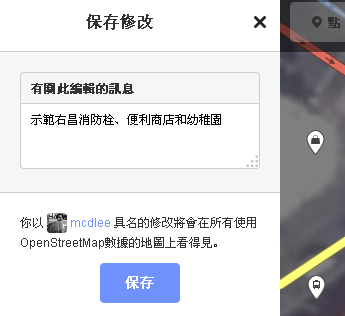 保存修改
點
有關此編輯的訊息
示範右昌消防栓、便利商店和幼稚園
你以 mcdlee 具名的修改將會在所有使用
OpenStreetMap數據的地圖上看得見。
保存